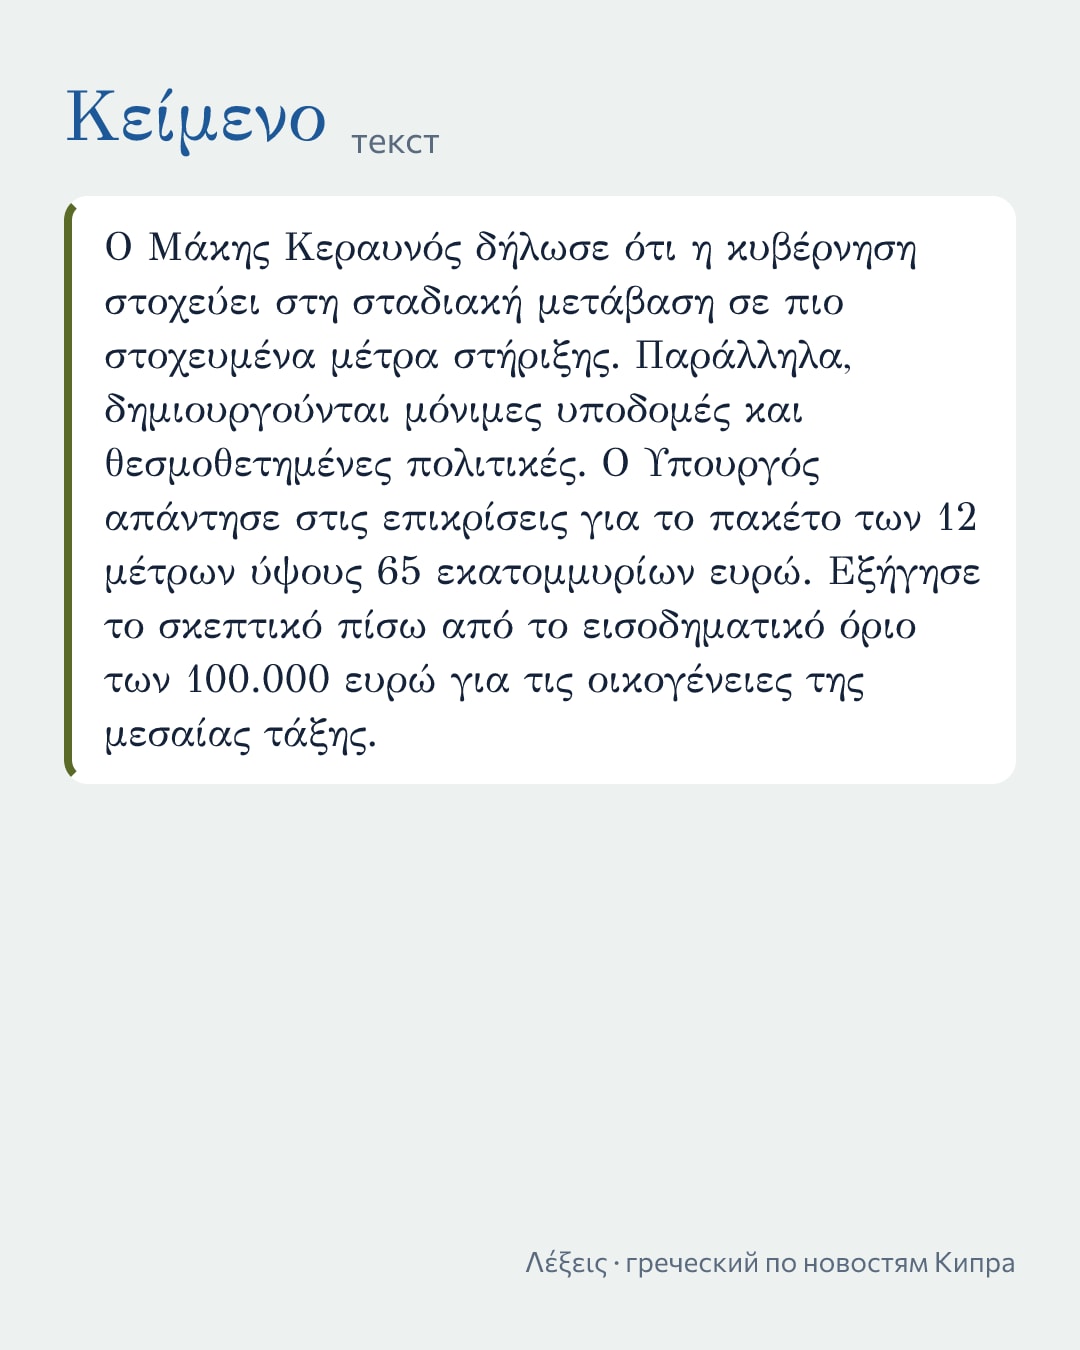 Κείμενο текст
Ο Μάκης Κεραυνός δήλωσε ότι η κυβέρνηση
στοχεύει στη σταδιακή μετάβαση σε πιο
στοχευμένα μέτρα στήριξης. Παράλληλα,
δημιουργούνται μόνιμες υποδομές και
θεσμοθετημένες πολιτικές. Ο Υπουργός
απάντησε στις επικρίσεις για το πακέτο των 12
μέτρων ύψους 65 εκατομμυρίων ευρώ. Εξήγησε
το σκεπτικό πίσω από το εισοδηματικό όριο
των 100.000 ευρώ για τις οικογένειες της
μεσαίας τάξης.
Λέξεις · греческий по новостям Кипра